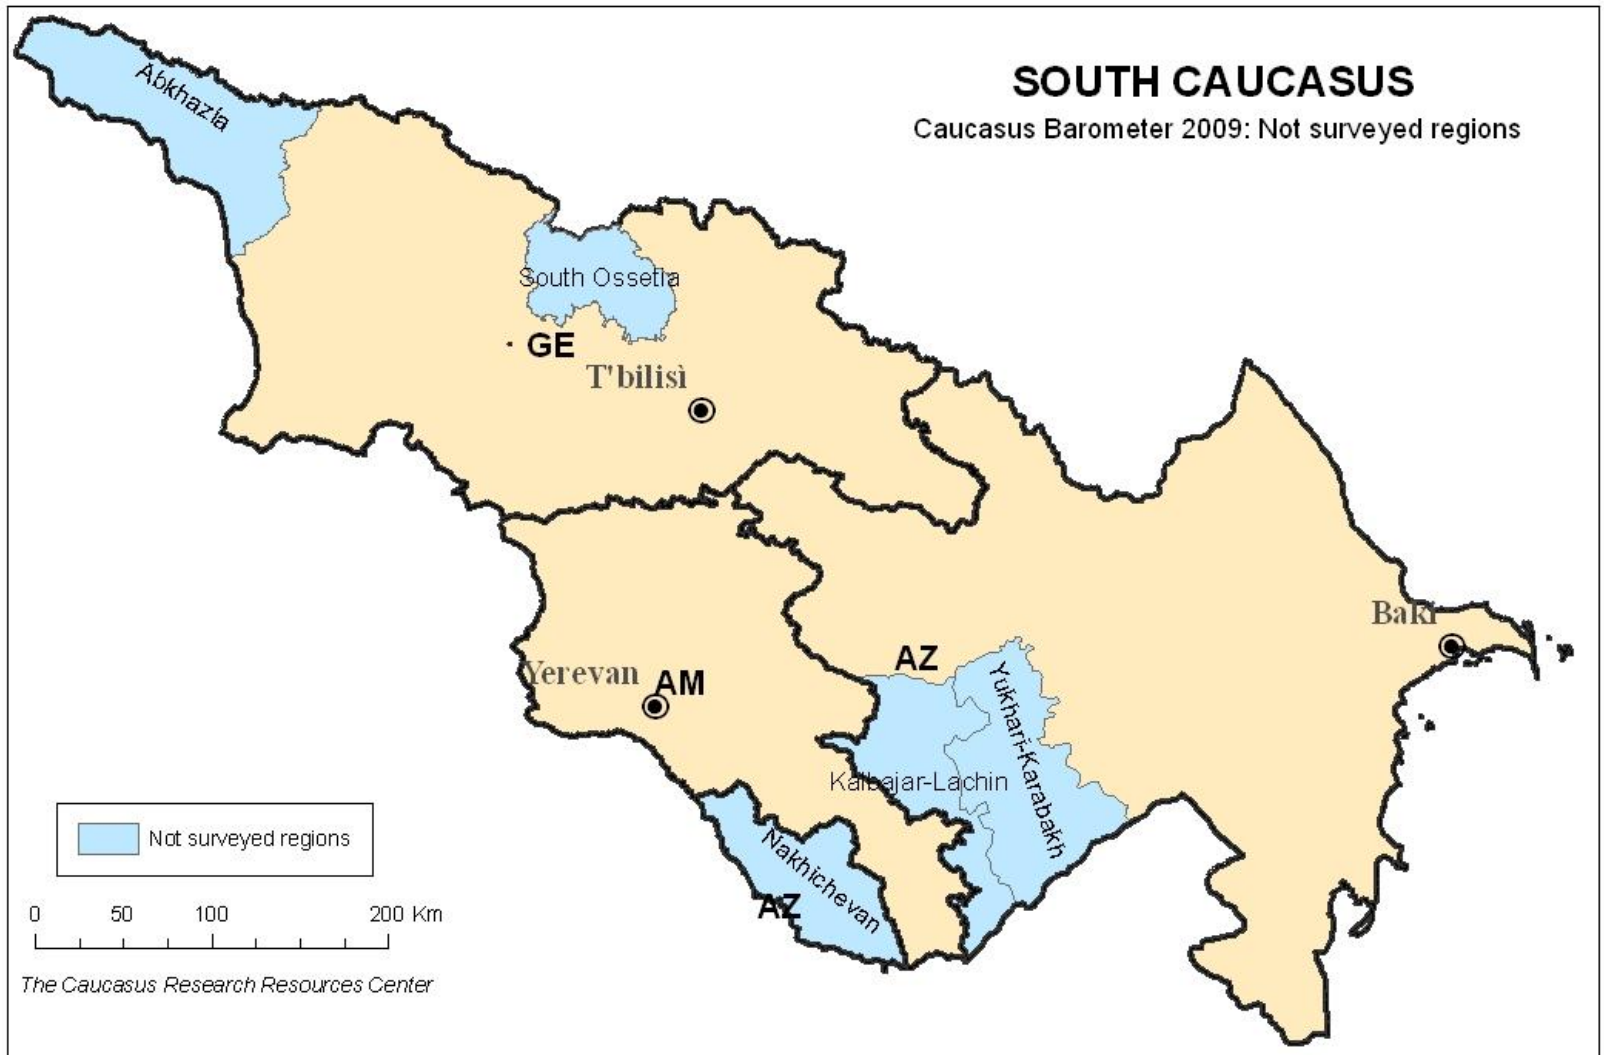 SOUTH CAUCASUS
Caucasus Barometer 2009: Not surveyed regions
Abkhazia
South Ossetia
GE
T'bilisì
Baki
AZ
Yerevan
AM
Yukhari-Karabakh
Kalbajar-Lachin
Nakhichevan
AZ
Not surveyed regions
0 50 100 200 Km
The Caucasus Research Resources Center